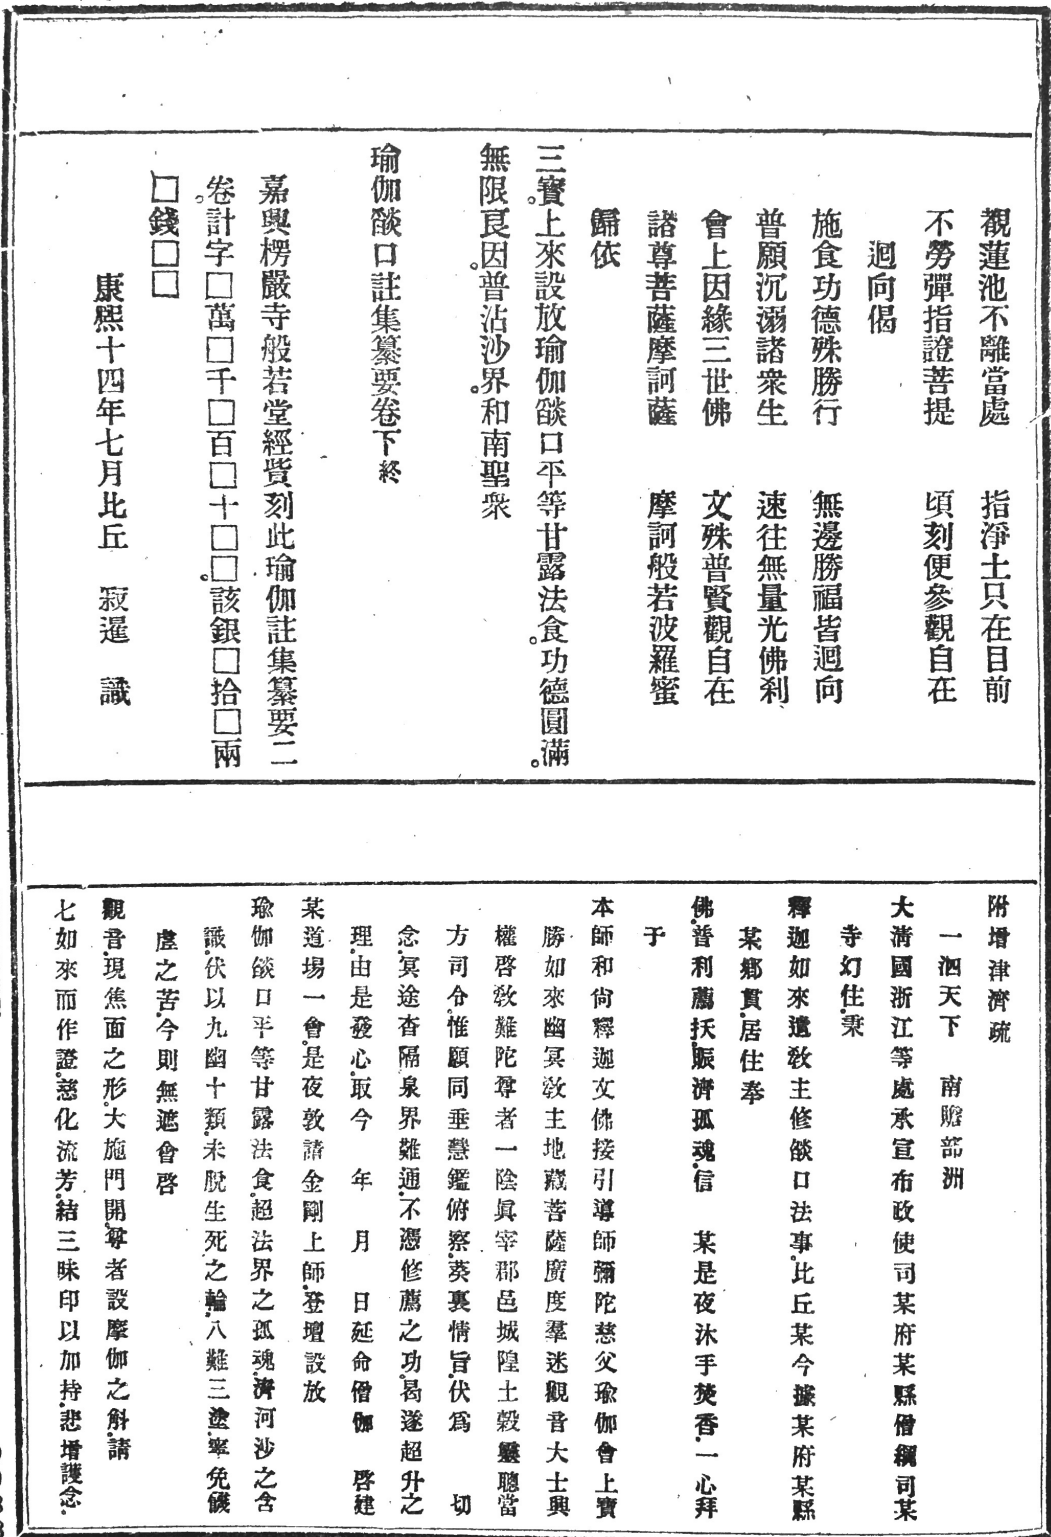 觀蓮池不離當處　指淨土只在目前
不勞彈指證菩提　頃刻便參觀自在
迴向偈
施食功德殊勝行　無邊勝福皆迴向
普願沉溺諸衆生　速往無量光佛刹
會上因緣三世佛　文殊普賢觀自在
諸尊菩薩摩訶薩　摩訶般若波羅蜜
歸依
三寶。上來設放瑜伽燄口平等甘露法食。功德圓滿。
無限良因。普沾沙界。和南聖衆
瑜伽燄口註集纂要卷下終
嘉興楞嚴寺般若堂經貲刻此瑜伽註集纂要二
卷。計字□萬□千□百□十□□。該銀□拾□兩
□錢□□
康熙十四年七月比丘　寂暹　識
附增津濟疏
一泗天下　南贍部洲
大清國浙江等處承宣布政使司某府某縣僧綱司某
寺幻住.秉
釋迦如來遺敎主修燄口法事.比丘某今據某府某縣
某鄉貫.居住奉
佛.普利薦抚.賑濟孤魂.信　某是夜沐手焚香.一心拜
于
本師和尙釋迦文佛接引導師彌陀慈父瑜伽會上寶
勝如來幽冥敎主地藏菩薩廣度羣迷觀音大士興
權啓敎難陀尊者一陰眞宰郡邑城隍土穀靈聰當
方司令.惟願同垂慧鑑俯察.葵裏情旨.伏爲　切
念.冥途杳隔泉界難通.不憑修薦之功.曷遂超升之
理.由是發心.取今　年　月　日延命僧伽　啓建
某道場一會.是夜敦請金剛上師.登壇設放
瑜伽燄口平等甘露法食.超法界之孤魂.濟河沙之含
識.伏以九幽十類.未脫生死之輪.八難三塗.寧免饑
虛之苦.今則無遮會啓
觀音.現焦面之形.大施門開.尊者設摩伽之斛.請
七如來而作證.慈化流芳.結三昧印以加持.悲增護念.